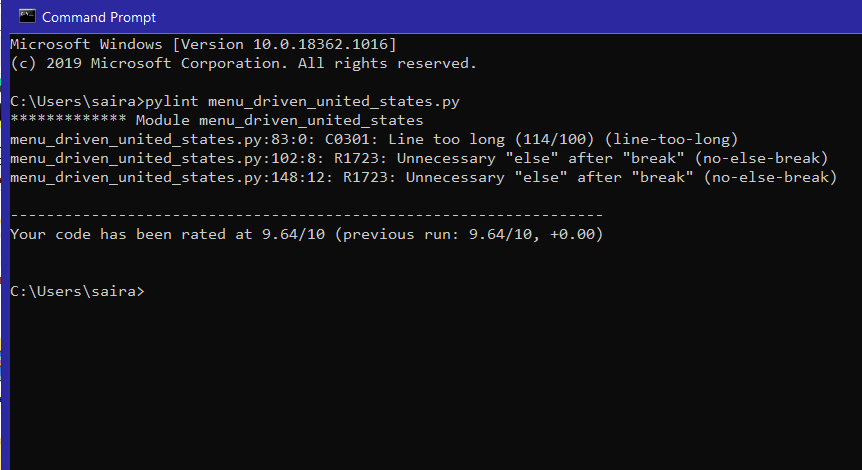 Command Prompt
Microsoft Windows [Version 10.0.18362.1016]
(c) 2019 Microsoft Corporation. All rights reserved.
C:\Users\saira>pylint menu_driven_united_states.py
************* Module menu_driven_united_states
menu_driven_united_states.py:83:0: C0301: Line too long (114/100) (line-too-long)
menu_driven_united_states.py:102:8: R1723: Unnecessary "else" after "break" (no-else-break)
menu_driven_united_states.py:148:12: R1723: Unnecessary "else" after "break" (no-else-break)
------------------------------------------------------------------
Your code has been rated at 9.64/10 (previous run: 9.64/10, +0.00)
C:\Users\saira>